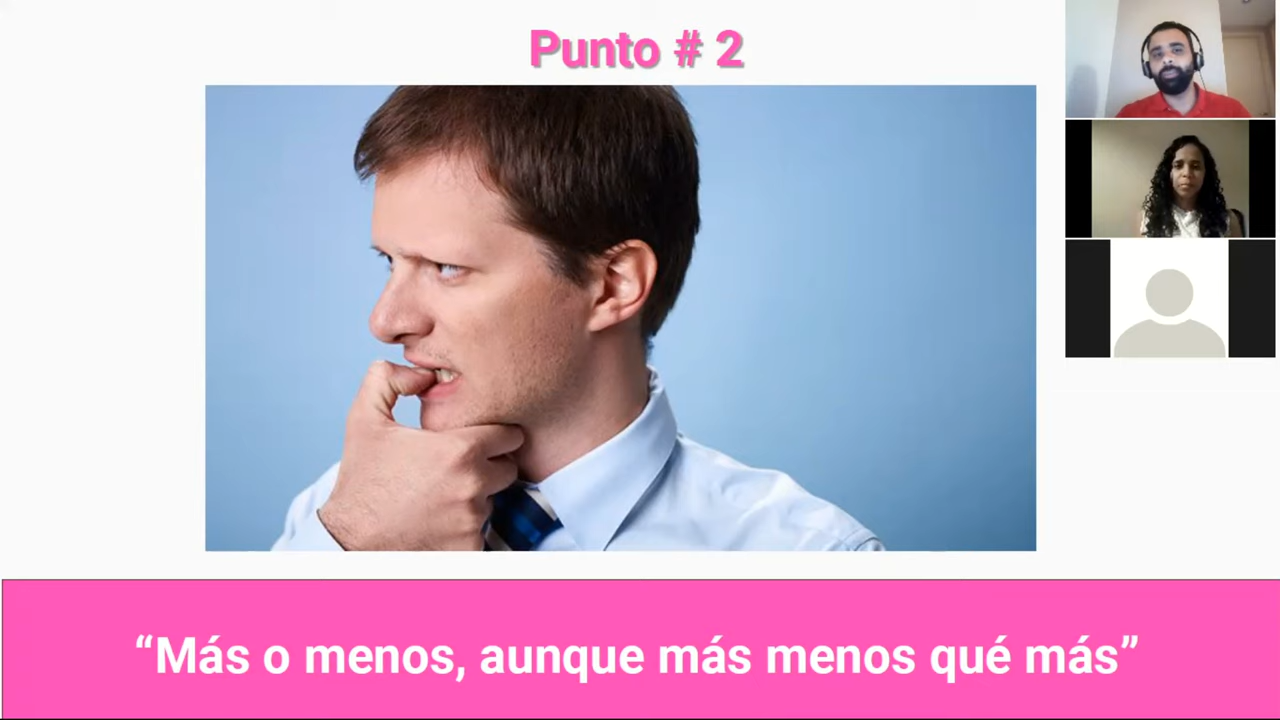 Punto # 2
“Más o menos, aunque más menos qué más”